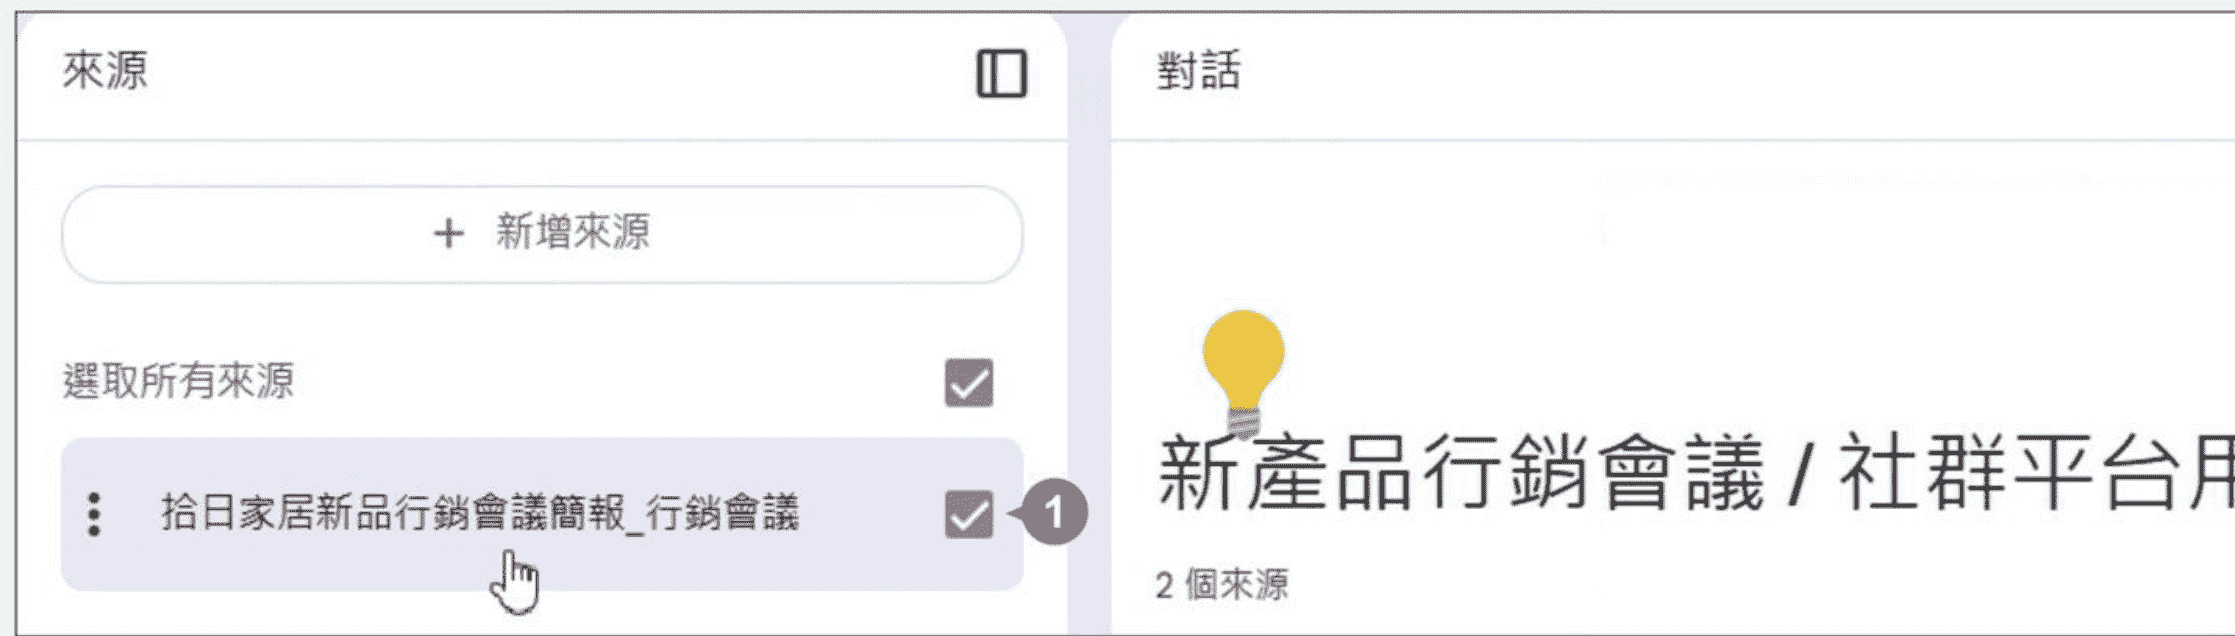 來源
+ 新增來源
選取所有來源
拾日家居新品行銷會議簡報_行銷會議
1
對話
新產品行銷會議 / 社群平台用
2 個來源